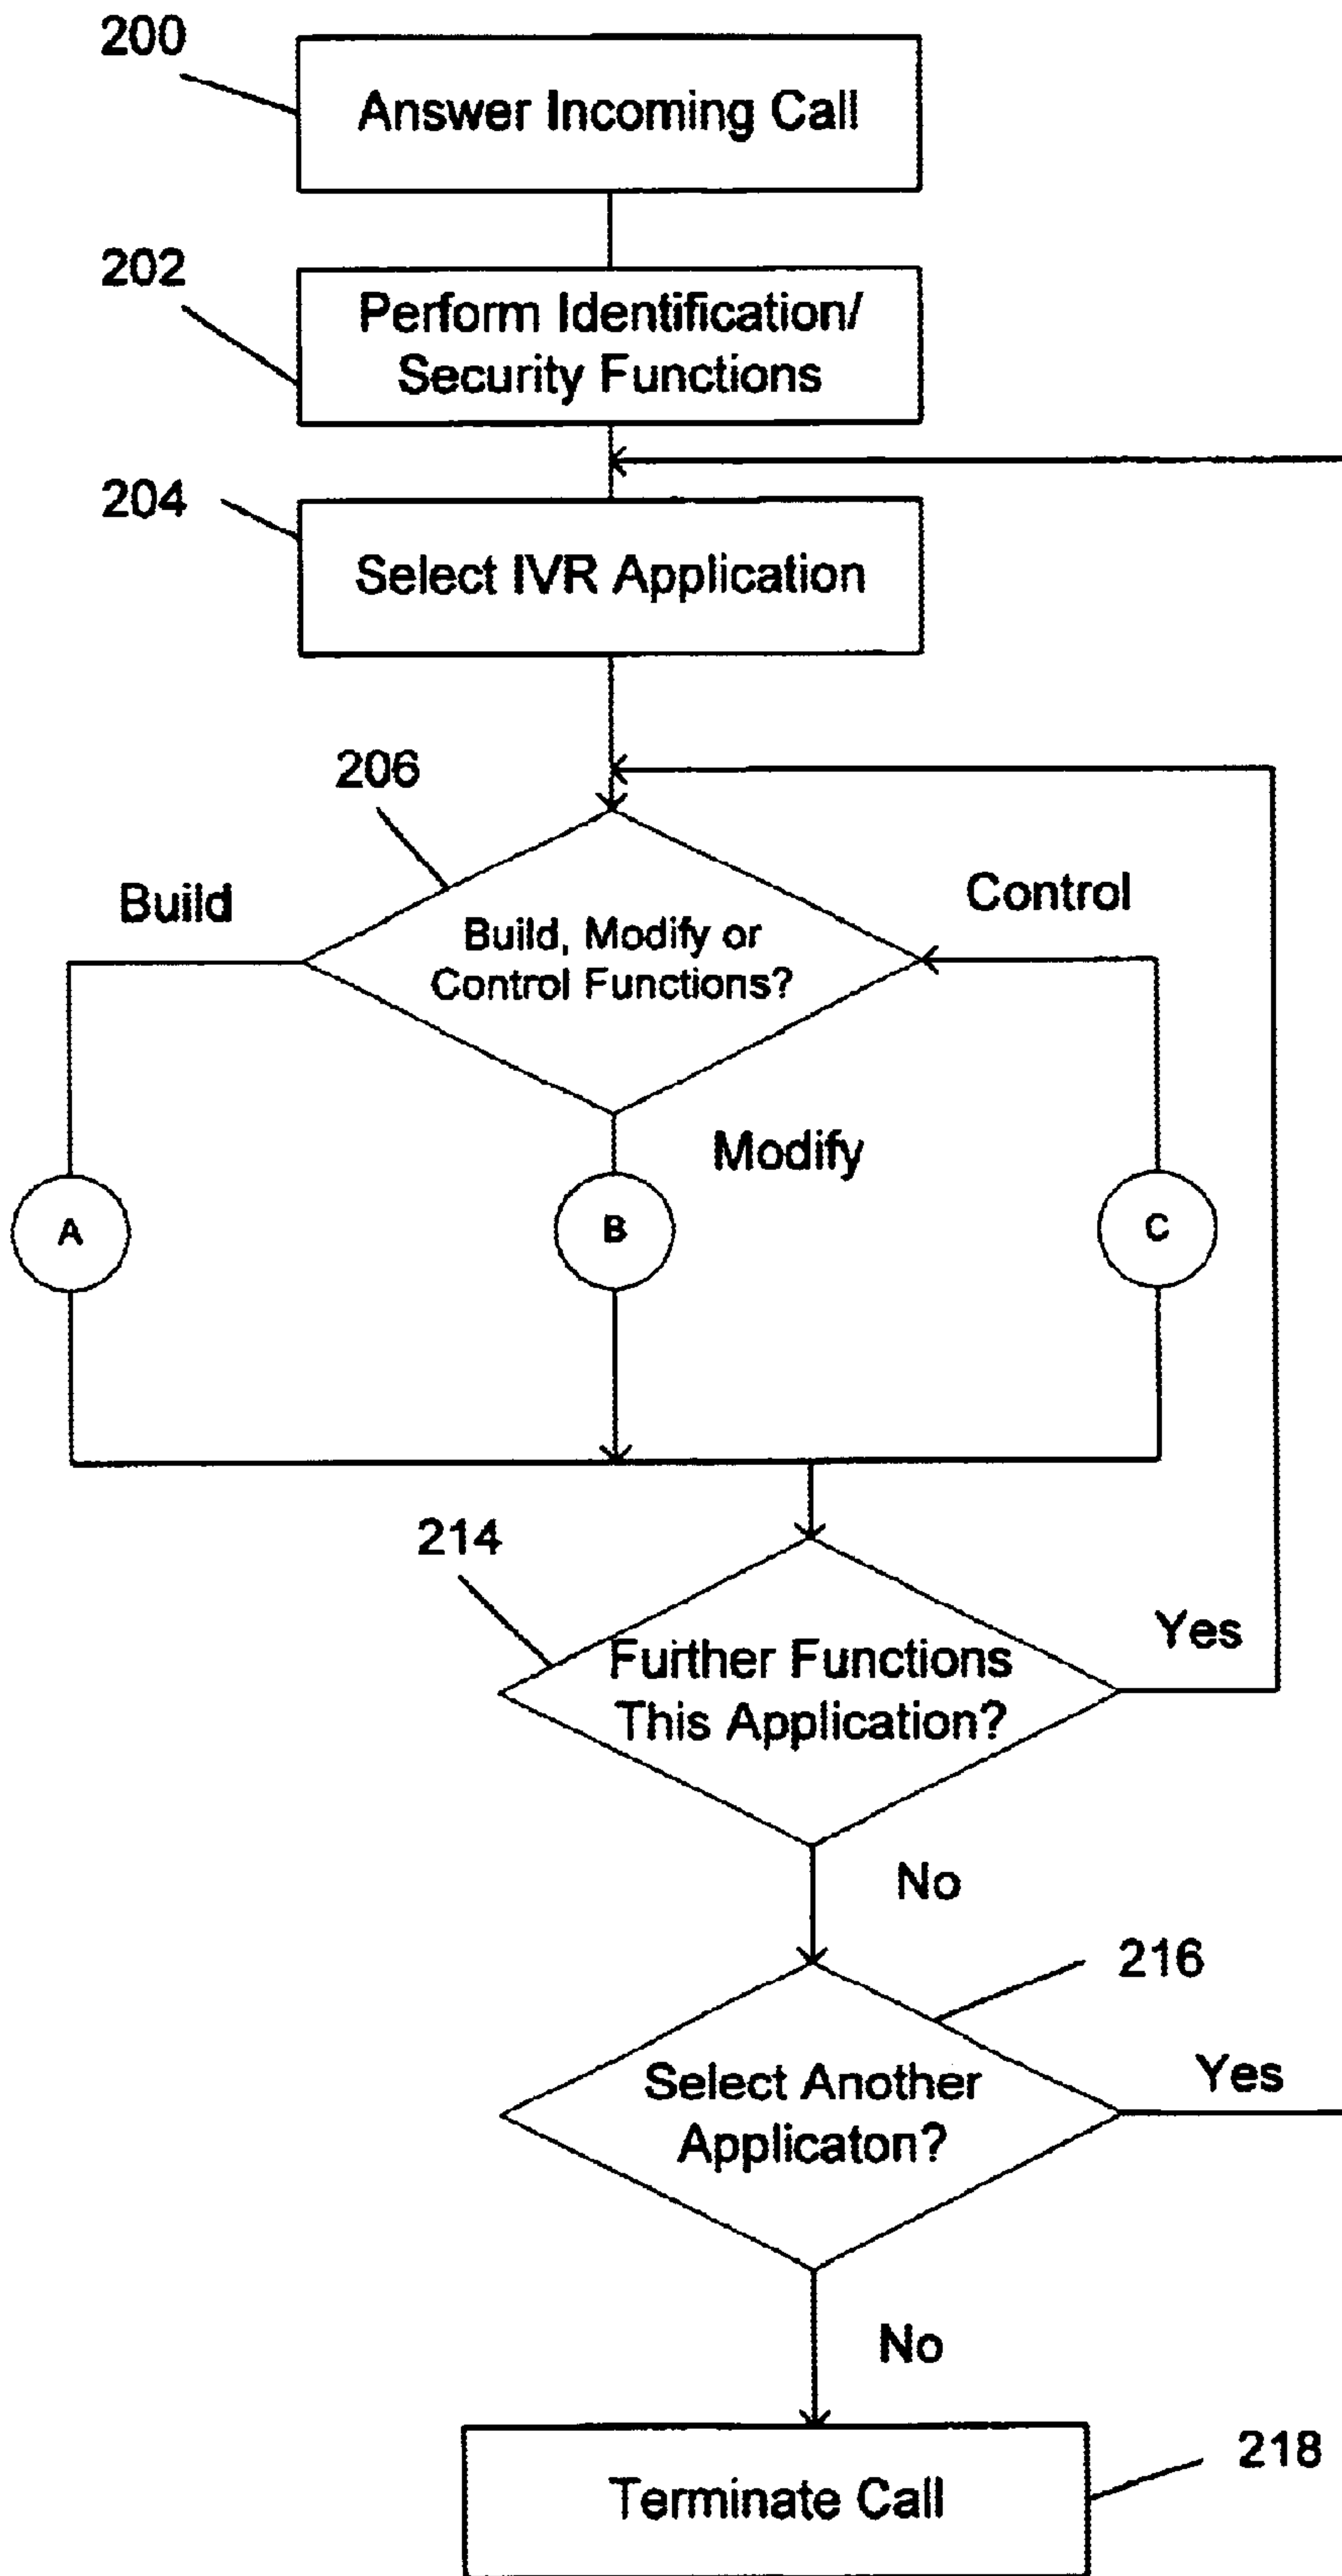 200
Answer Incoming Call
202
Perform Identification/
Security Functions
204
Select IVR Application
206
Build
Control
Build, Modify or
Control Functions?
Modify
A
B
C
214
Further Functions
This Application?
Yes
No
216
Select Another
Applicaton?
Yes
No
218
Terminate Call